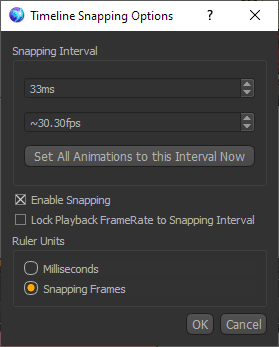 Timeline Snapping Options
Snapping Interval
33ms
~30.30fps
Set All Animations to this Interval Now
Enable Snapping
Lock Playback FrameRate to Snapping Interval
Ruler Units
Milliseconds
Snapping Frames
OK Cancel